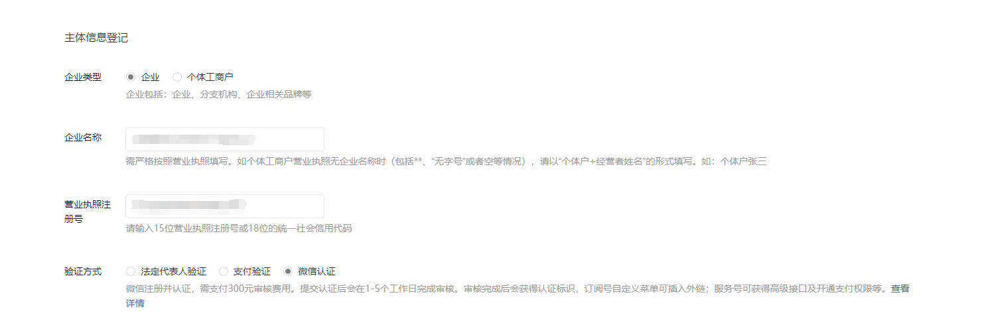 主体信息登记
企业类型 企业 个体工商户
企业包括：企业、分支机构、企业相关品牌等
企业名称
需严格按照营业执照填写。如个体工商户营业执照无企业名称时（包括**、“无字号”或者空等情况），请以“个体户+经营者姓名”的形式填写。如：个体户张三
营业执照注
册号
请输入15位营业执照注册号或18位的统一社会信用代码
验证方式 法定代表人验证 支付验证 微信认证
微信注册并认证，需支付300元审核费用。提交认证后会在1-5个工作日完成审核。审核完成后会获得认证标识，订阅号自定义菜单可插入外链；服务号可获得高级接口及开通支付权限等。查看
详情